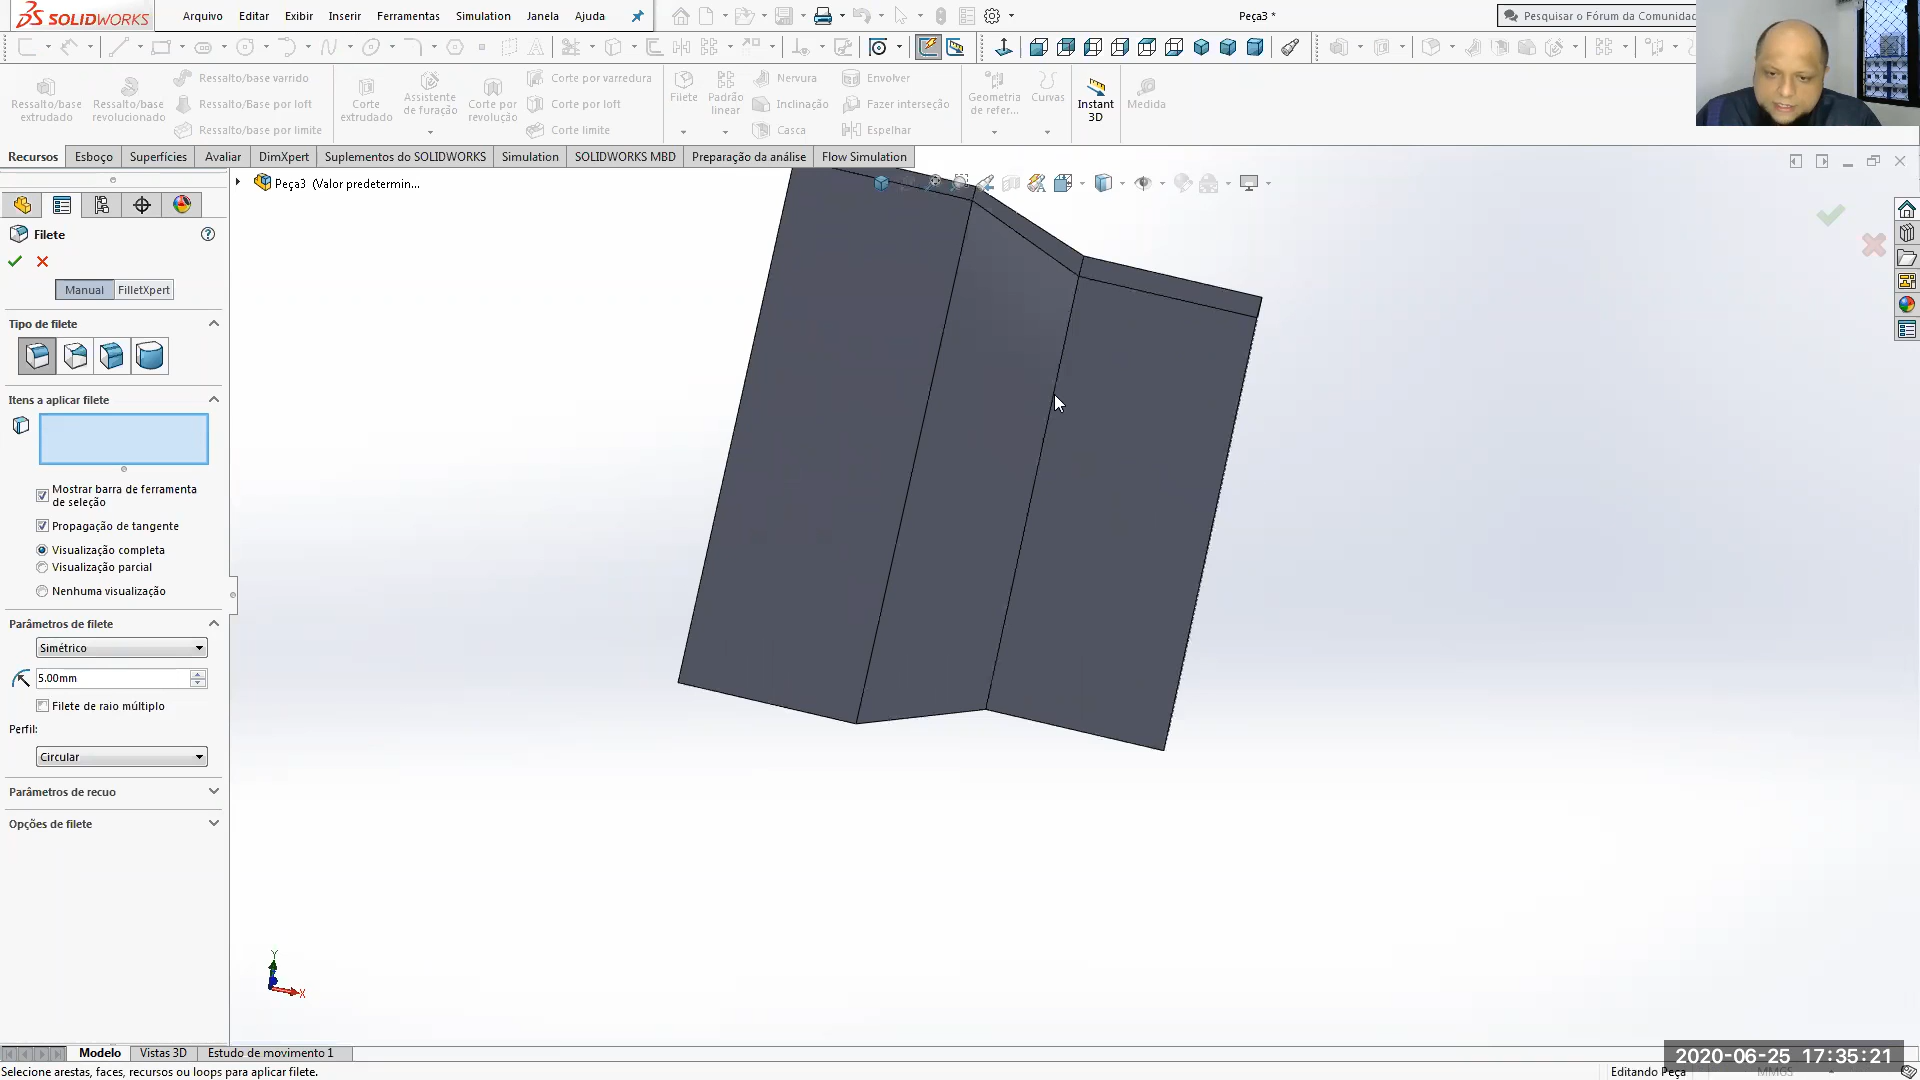 SOLIDWORKS
Arquivo
Editar
Exibir
Inserir
Ferramentas
Simulation
Janela
Ajuda
Peça3 *
Pesquisar o Fórum da Comunidad
Ressalto/base
extrudado
Ressalto/base
revolucionado
Ressalto/base varrido
Ressalto/Base por loft
Ressalto/base por limite
Corte
extrudado
Assistente
de furação
Corte por
revolução
Corte por varredura
Corte por loft
Corte limite
Filete
Padrão
linear
Nervura
Inclinação
Casca
Envolver
Fazer interseção
Espelhar
Geometria
de refer...
Curvas
Instant
3D
Medida
Recursos
Esboço
Superfícies
Avaliar
DimXpert
Suplementos do SOLIDWORKS
Simulation
SOLIDWORKS MBD
Preparação da análise
Flow Simulation
Peça3 (Valor predetermin...
Filete
Manual
FilletXpert
Tipo de filete
Itens a aplicar filete
Mostrar barra de ferramenta
de seleção
Propagação de tangente
Visualização completa
Visualização parcial
Nenhuma visualização
Parâmetros de filete
Simétrico
5.00mm
Filete de raio múltiplo
Perfil:
Circular
Parâmetros de recuo
Opções de filete
Y
X
Modelo
Vistas 3D
Estudo de movimento 1
2020-06-25 17:35:21
Selecione arestas, faces, recursos ou loops para aplicar filete.
Editando Peça
MMGS